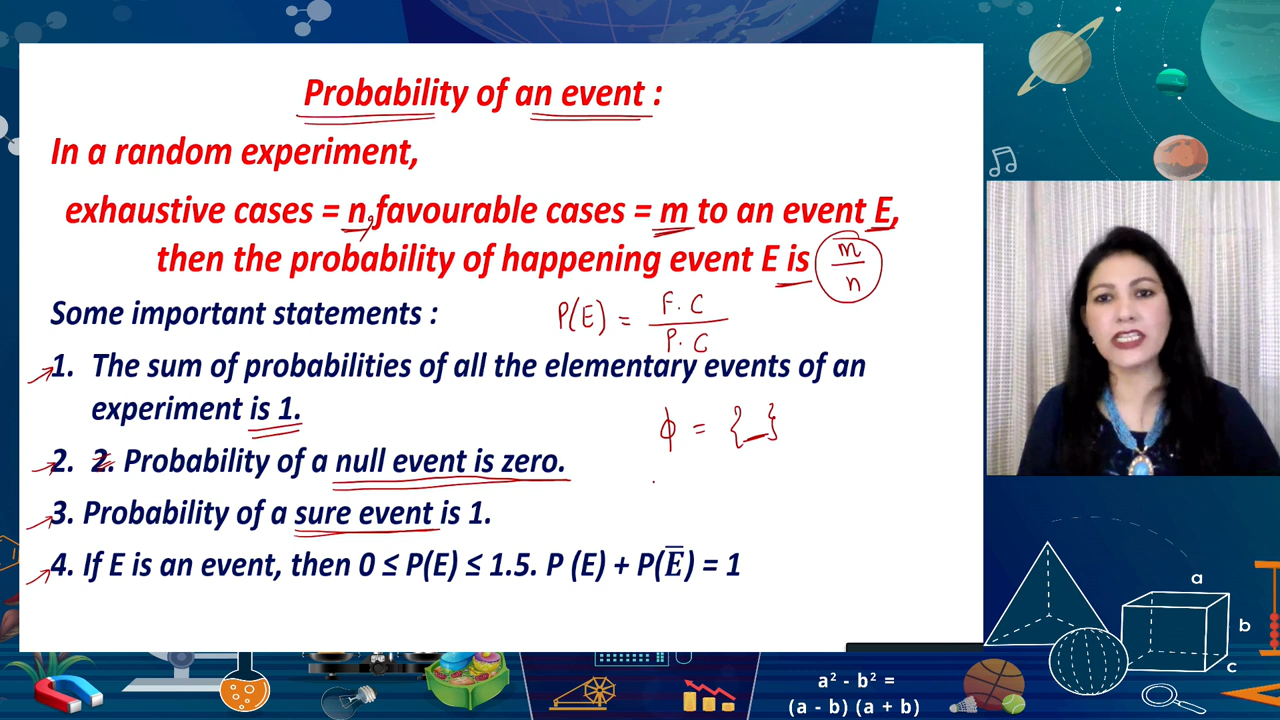 Probability of an event :
In a random experiment,
exhaustive cases = n, favourable cases = m to an event E,
then the probability of happening event E is m/n
Some important statements :
P(E) = F.C / P.C
1. The sum of probabilities of all the elementary events of an
experiment is 1.
ϕ = { }
2. 2. Probability of a null event is zero.
3. Probability of a sure event is 1.
4. If E is an event, then 0 ≤ P(E) ≤ 1.5. P (E) + P(E̅) = 1
a
b
c
a² - b² =
(a - b) (a + b)